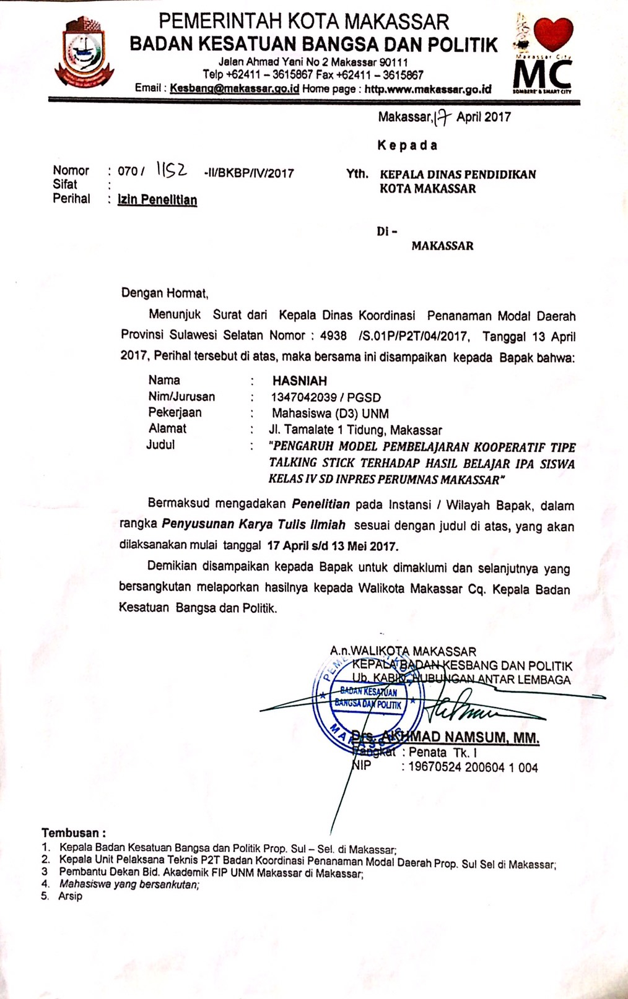 PEMERINTAH KOTA MAKASSAR
BADAN KESATUAN BANGSA DAN POLITIK
Jalan Ahmad Yani No 2 Makassar 90111
Telp +62411 – 3615867 Fax +62411 – 3615867
Email : Kesbang@makassar.go.id Home page : http.www.makassar.go.id
Makassar City
MC
SOMBERE' & SMART CITY
Makassar, 17 April 2017
Kepada
Nomor : 070 / 1152 -II/BKBP/IV/2017
Sifat :
Perihal : Izin Penelitian
Yth. KEPALA DINAS PENDIDIKAN
KOTA MAKASSAR
Di –
MAKASSAR
Dengan Hormat,
Menunjuk Surat dari Kepala Dinas Koordinasi Penanaman Modal Daerah
Provinsi Sulawesi Selatan Nomor : 4938 /S.01P/P2T/04/2017, Tanggal 13 April
2017, Perihal tersebut di atas, maka bersama ini disampaikan kepada Bapak bahwa:
Nama : HASNIAH
Nim/Jurusan : 1347042039 / PGSD
Pekerjaan : Mahasiswa (D3) UNM
Alamat : Jl. Tamalate 1 Tidung, Makassar
Judul : "PENGARUH MODEL PEMBELAJARAN KOOPERATIF TIPE
TALKING STICK TERHADAP HASIL BELAJAR IPA SISWA
KELAS IV SD INPRES PERUMNAS MAKASSAR"
Bermaksud mengadakan Penelitian pada Instansi / Wilayah Bapak, dalam
rangka Penyusunan Karya Tulis Ilmiah sesuai dengan judul di atas, yang akan
dilaksanakan mulai tanggal 17 April s/d 13 Mei 2017.
Demikian disampaikan kepada Bapak untuk dimaklumi dan selanjutnya yang
bersangkutan melaporkan hasilnya kepada Walikota Makassar Cq. Kepala Badan
Kesatuan Bangsa dan Politik.
A.n.WALIKOTA MAKASSAR
KEPALA BADAN KESBANG DAN POLITIK
Ub. KABID. HUBUNGAN ANTAR LEMBAGA
BADAN KESATUAN
BANGSA DAN POLITIK
MAKASSAR
Drs. AKHMAD NAMSUM, MM.
Pangkat : Penata Tk. I
NIP : 19670524 200604 1 004
Tembusan :
1. Kepala Badan Kesatuan Bangsa dan Politik Prop. Sul – Sel. di Makassar;
2. Kepala Unit Pelaksana Teknis P2T Badan Koordinasi Penanaman Modal Daerah Prop. Sul Sel di Makassar;
3 Pembantu Dekan Bid. Akademik FIP UNM Makassar di Makassar;
4. Mahasiswa yang bersankutan;
5. Arsip